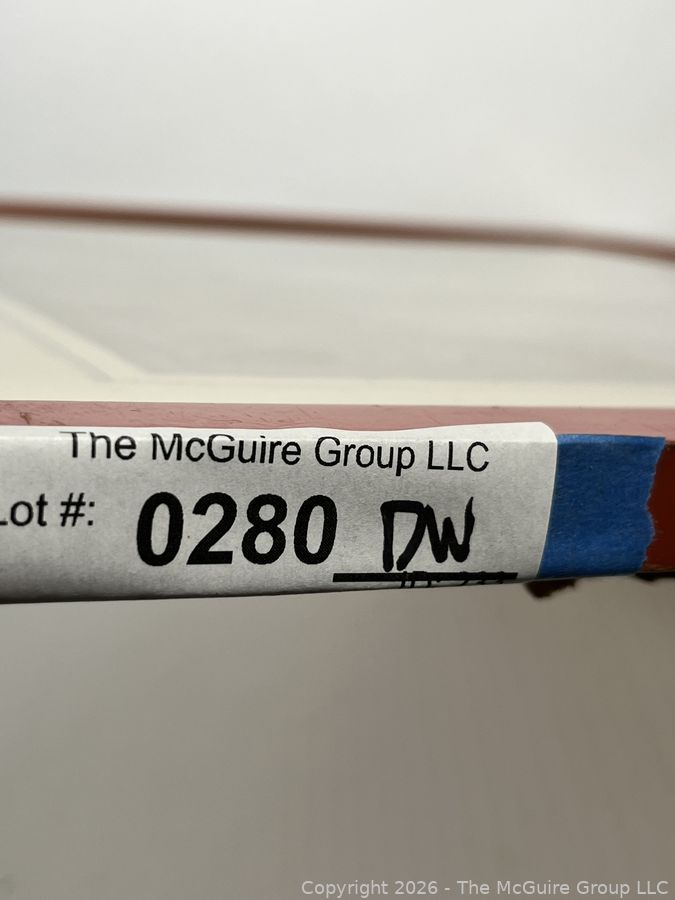 The McGuire Group LLC
Lot #: 0280 DW
Copyright 2026 - The McGuire Group LLC